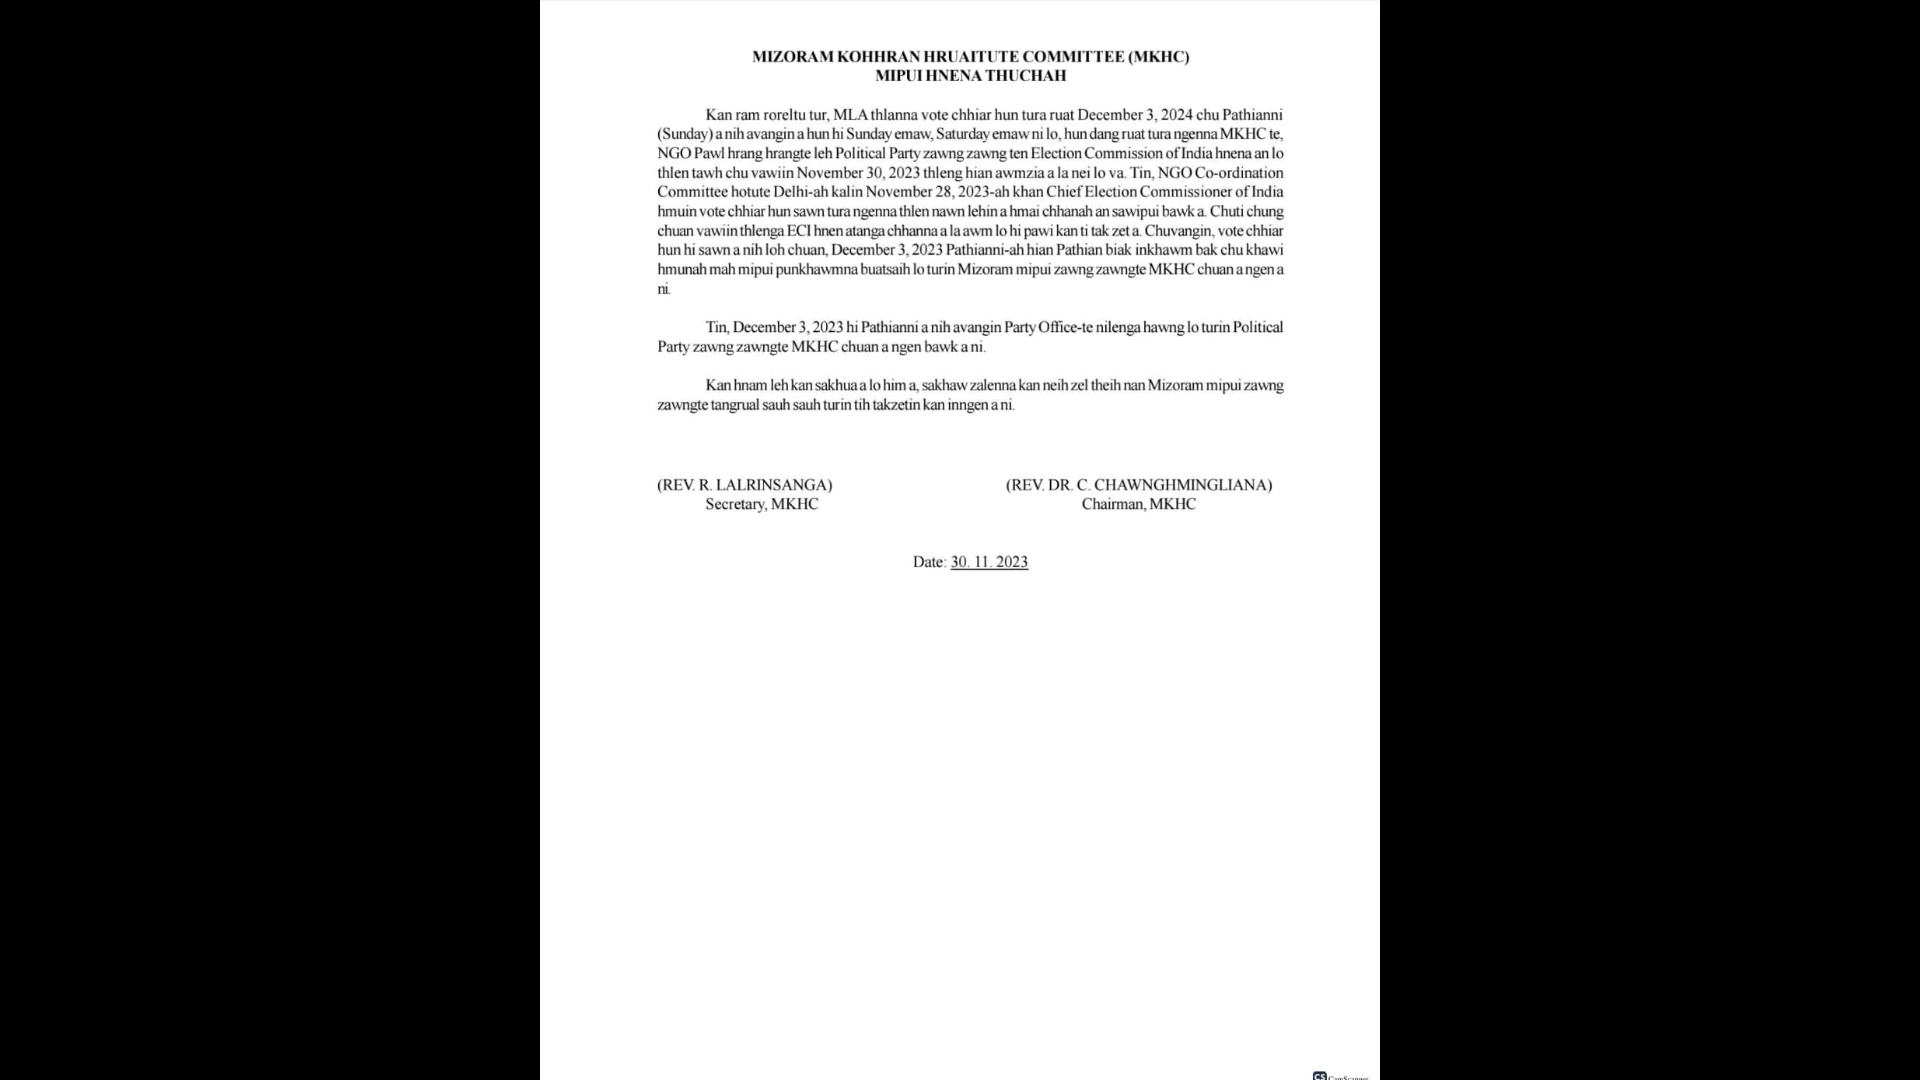 MIZORAM KOHHRAN HRUAITUTE COMMITTEE (MKHC)
MIPUI HNENA THUCHAH
Kan ram roreltu tur, MLA thlanna vote chhiar hun tura ruat December 3, 2024 chu Pathianni
(Sunday) a nih avangin a hun hi Sunday emaw, Saturday emaw ni lo, hun dang ruat tura ngenna MKHC te,
NGO Pawl hrang hrangte leh Political Party zawng zawng ten Election Commission of India hnena an lo
thlen tawh chu vawiin November 30, 2023 thleng hian awmzia a la nei lo va. Tin, NGO Co-ordination
Committee hotute Delhi-ah kalin November 28, 2023-ah khan Chief Election Commissioner of India
hmuin vote chhiar hun sawn tura ngenna thlen nawn lehin a hmai chhanah an sawipui bawk a. Chuti chung
chuan vawiin thlenga ECI hnen atanga chhanna a la awm lo hi pawi kan ti tak zet a. Chuvangin, vote chhiar
hun hi sawn a nih loh chuan, December 3, 2023 Pathianni-ah hian Pathian biak inkhawm bak chu khawi
hmunah mah mipui punkhawmna buatsaih lo turin Mizoram mipui zawng zawngte MKHC chuan a ngen a
ni.
Tin, December 3, 2023 hi Pathianni a nih avangin Party Office-te nilenga hawng lo turin Political
Party zawng zawngte MKHC chuan a ngen bawk a ni.
Kan hnam leh kan sakhua a lo him a, sakhaw zalenna kan neih zel theih nan Mizoram mipui zawng
zawngte tangrual sauh sauh turin tih takzetin kan inngen a ni.
(REV. R. LALRINSANGA) (REV. DR. C. CHAWNGHMINGLIANA)
Secretary, MKHC Chairman, MKHC
Date: 30. 11. 2023
CS CamScanner